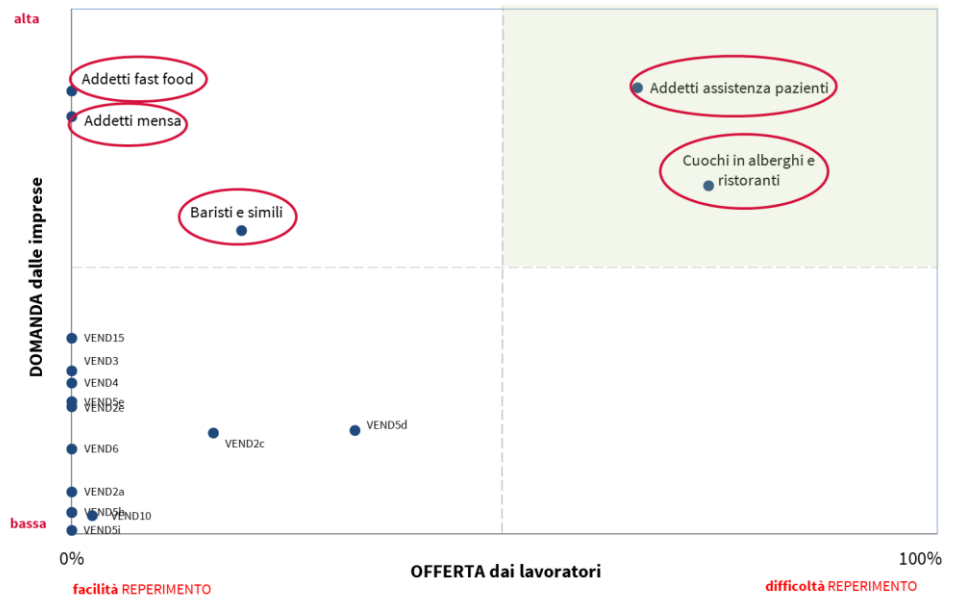 alta
Addetti fast food
Addetti mensa
Addetti assistenza pazienti
Cuochi in alberghi e
ristoranti
Baristi e simili
DOMANDA dalle imprese
VEND15
VEND3
VEND4
VEND5e
VEND2e
VEND2c
VEND5d
VEND6
VEND2a
VEND5b
VEND10
VEND5i
bassa
0%
100%
OFFERTA dai lavoratori
facilità REPERIMENTO
difficoltà REPERIMENTO